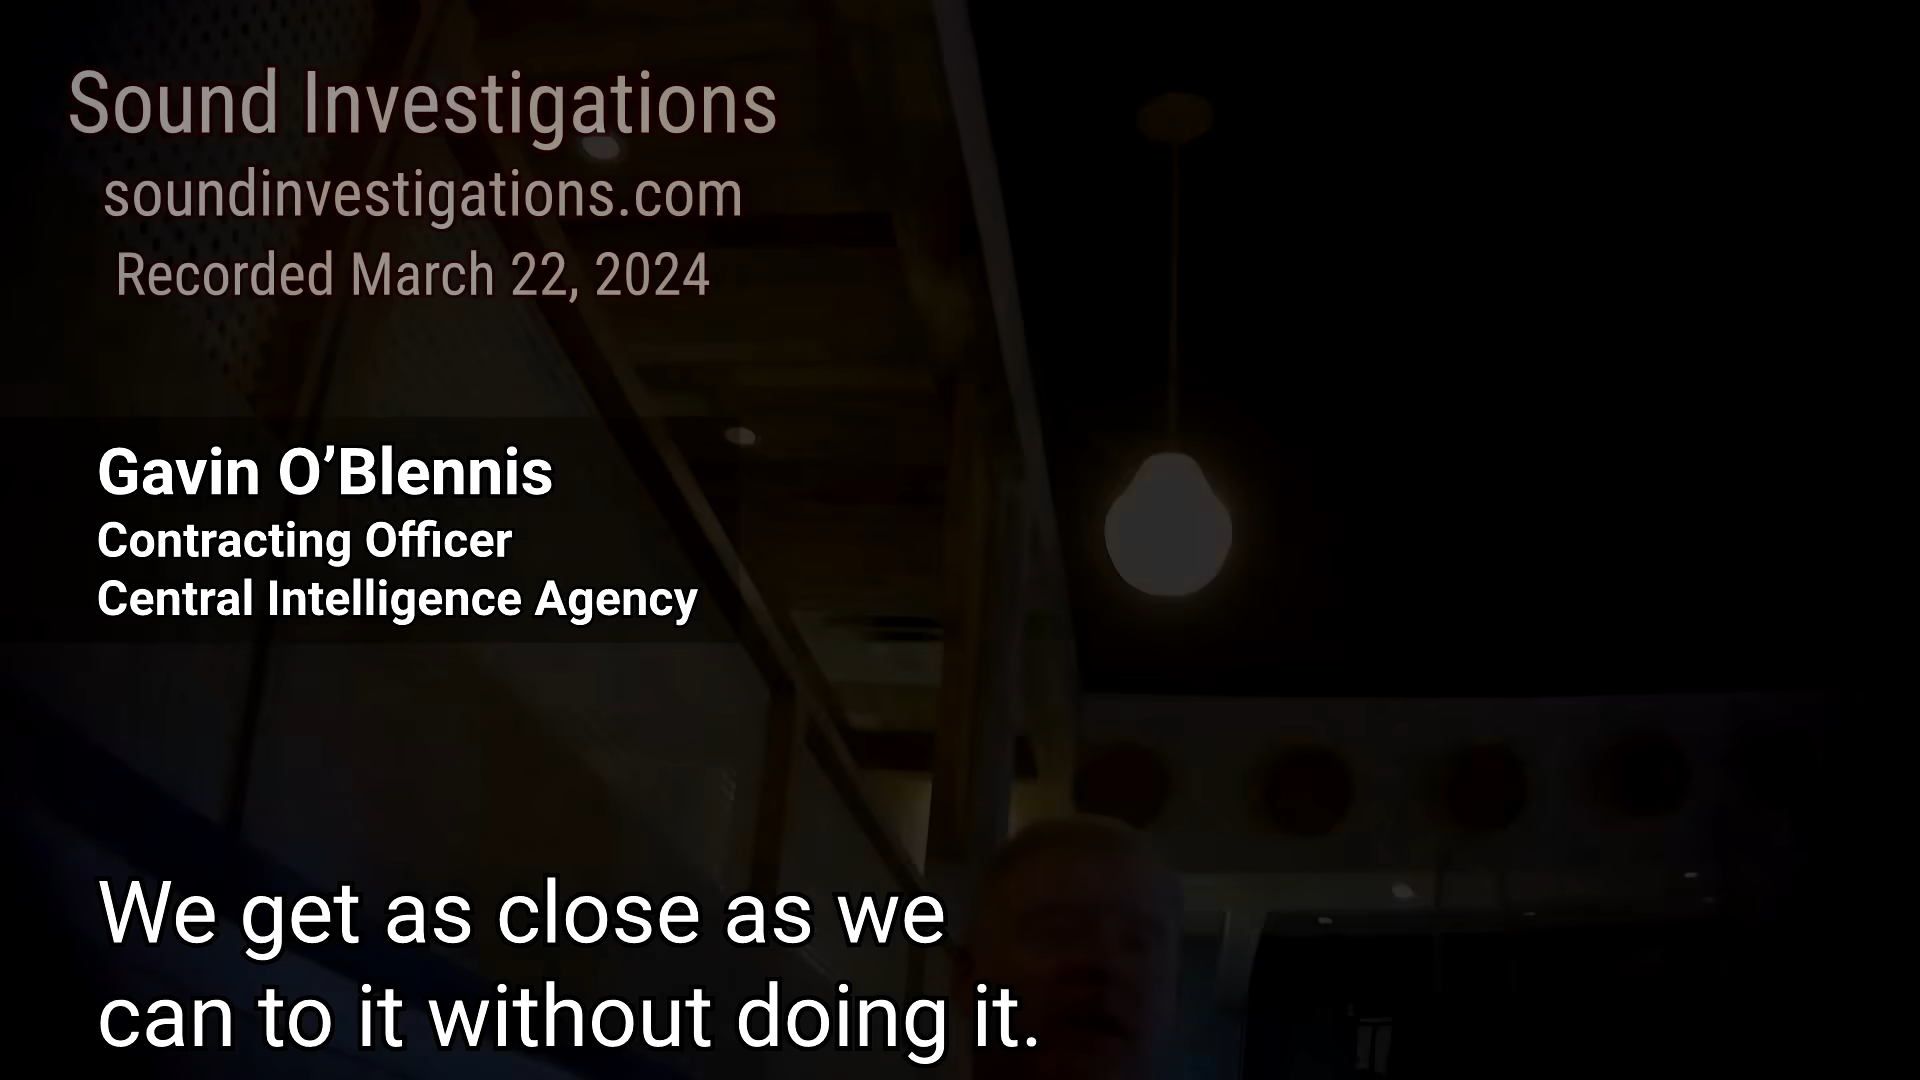 Sound Investigations
soundinvestigations.com
Recorded March 22, 2024
Gavin O’Blennis
Contracting Officer
Central Intelligence Agency
We get as close as we
can to it without doing it.